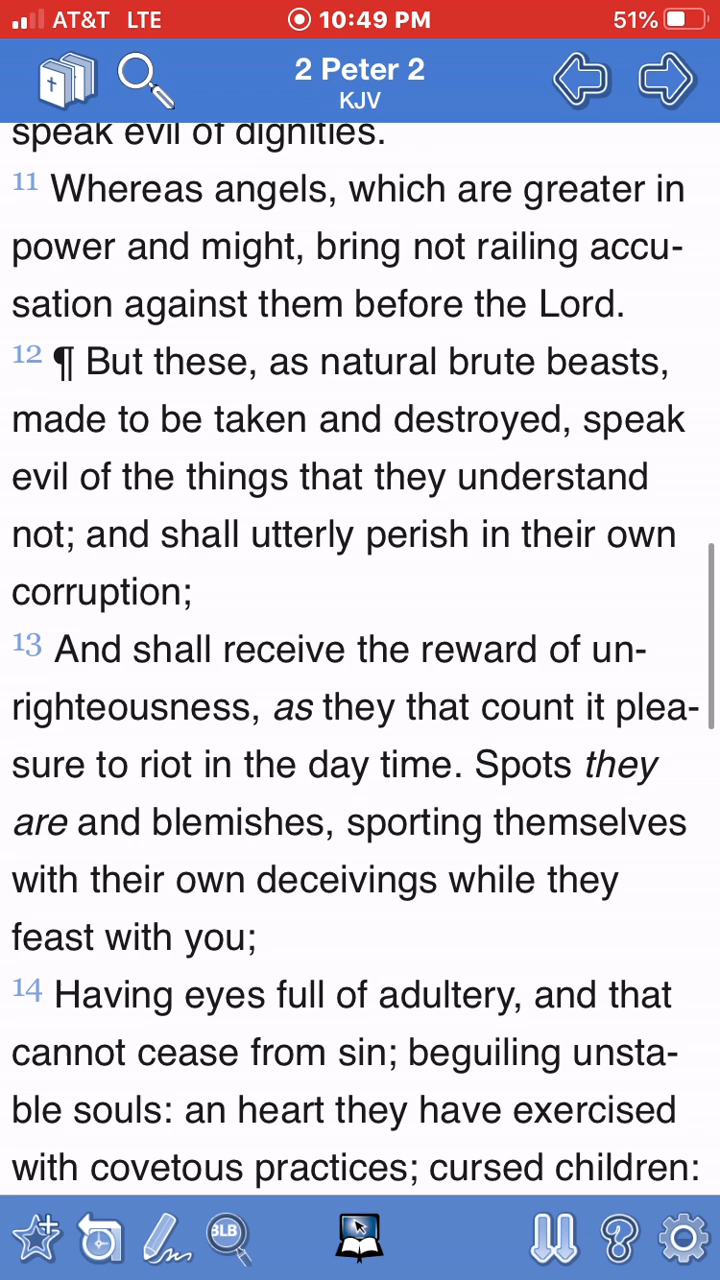 AT&T LTE 10:49 PM 51%
2 Peter 2
KJV
speak evil of dignities.
11 Whereas angels, which are greater in
power and might, bring not railing accu-
sation against them before the Lord.
12 ¶ But these, as natural brute beasts,
made to be taken and destroyed, speak
evil of the things that they understand
not; and shall utterly perish in their own
corruption;
13 And shall receive the reward of un-
righteousness, as they that count it plea-
sure to riot in the day time. Spots they
are and blemishes, sporting themselves
with their own deceivings while they
feast with you;
14 Having eyes full of adultery, and that
cannot cease from sin; beguiling unsta-
ble souls: an heart they have exercised
with covetous practices; cursed children:
BLB